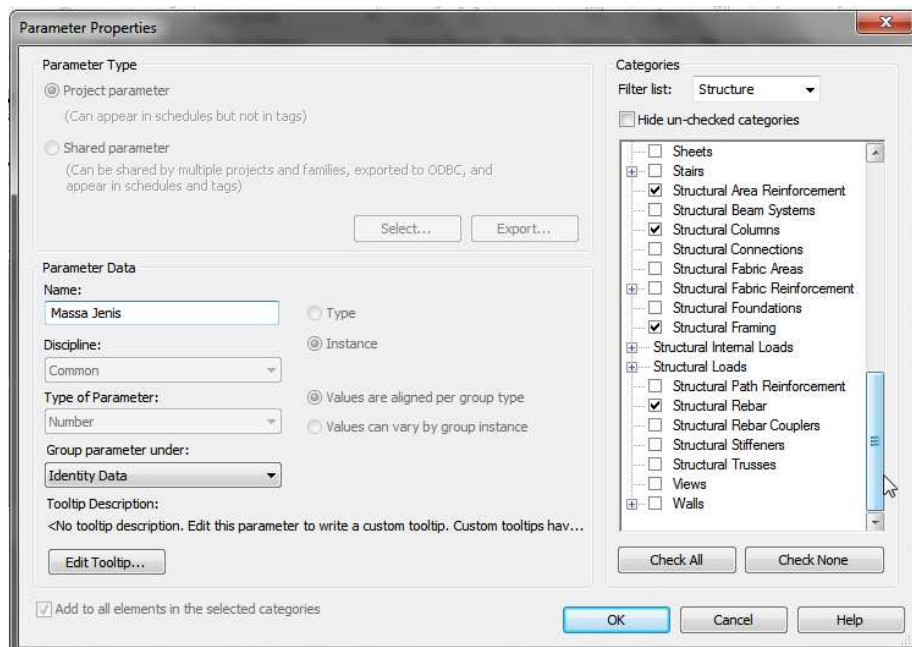 Parameter Properties
Parameter Type
Project parameter
(Can appear in schedules but not in tags)
Shared parameter
(Can be shared by multiple projects and families, exported to ODBC, and
appear in schedules and tags)
Select...
Export...
Parameter Data
Name:
Massa Jenis
Type
Discipline:
Instance
Common
Type of Parameter:
Values are aligned per group type
Number
Values can vary by group instance
Group parameter under:
Identity Data
Tooltip Description:
<No tooltip description. Edit this parameter to write a custom tooltip. Custom tooltips hav...
Edit Tooltip...
Add to all elements in the selected categories
Categories
Filter list:
Structure
Hide un-checked categories
Sheets
Stairs
Structural Area Reinforcement
Structural Beam Systems
Structural Columns
Structural Connections
Structural Fabric Areas
Structural Fabric Reinforcement
Structural Foundations
Structural Framing
Structural Internal Loads
Structural Loads
Structural Path Reinforcement
Structural Rebar
Structural Rebar Couplers
Structural Stiffeners
Structural Trusses
Views
Walls
Check All
Check None
OK
Cancel
Help